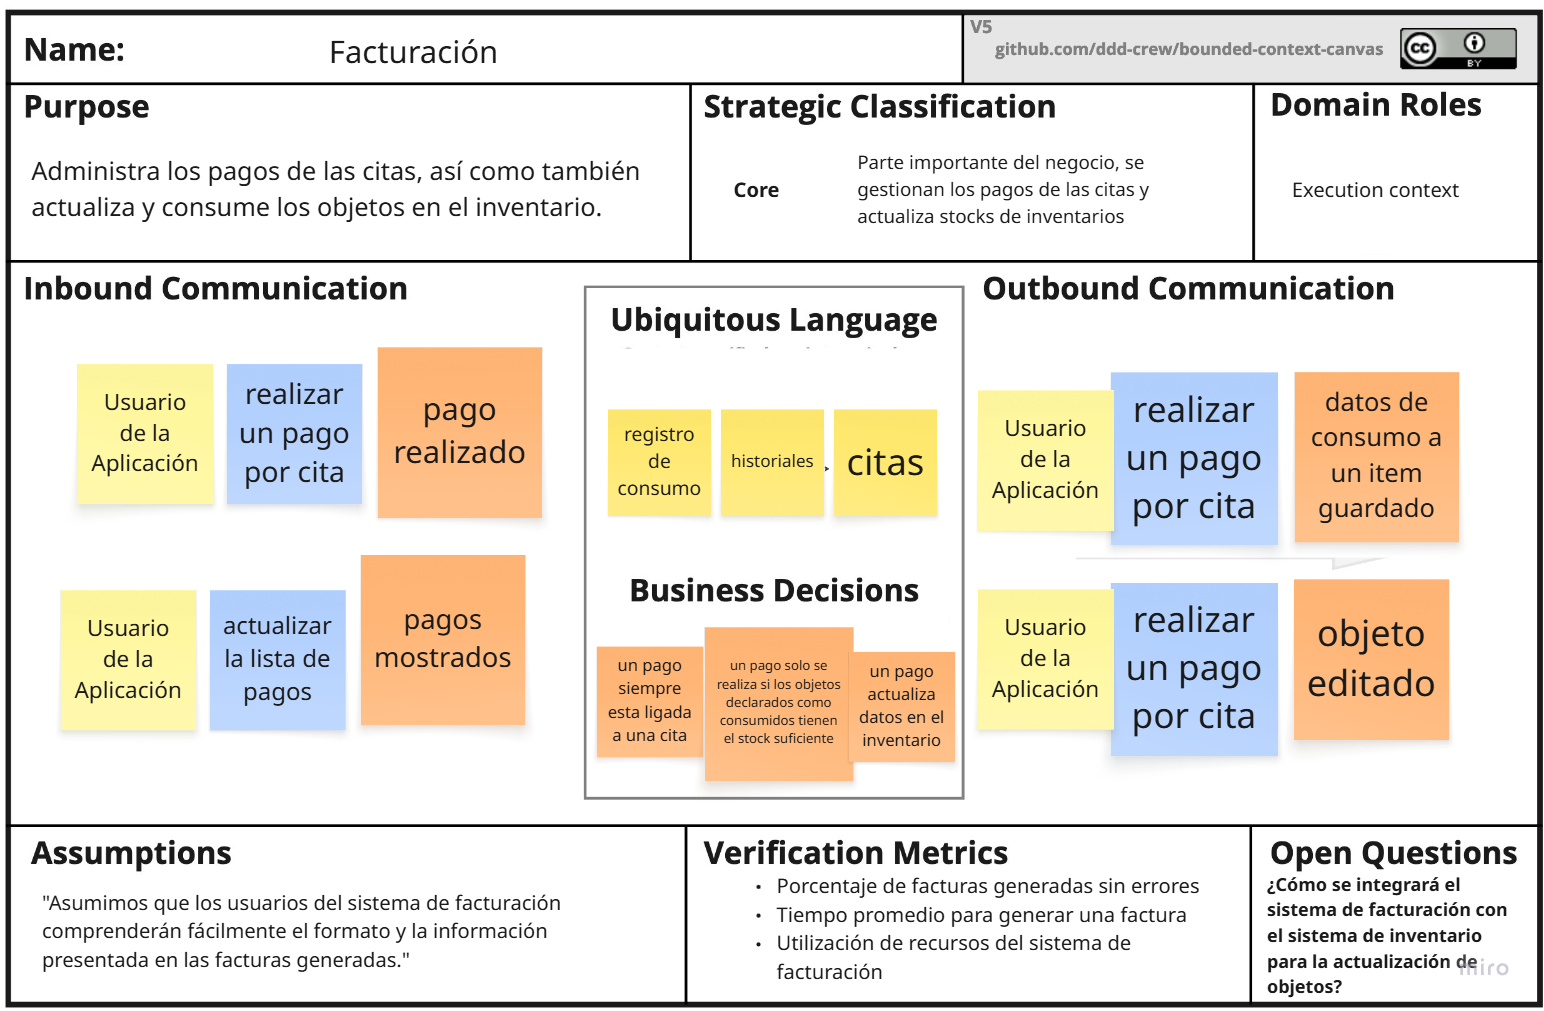 Name:
Facturación
V5
github.com/ddd-crew/bounded-context-canvas
cc
BY
Purpose
Administra los pagos de las citas, así como también
actualiza y consume los objetos en el inventario.
Strategic Classification
Core
Parte importante del negocio, se
gestionan los pagos de las citas y
actualiza stocks de inventarios
Domain Roles
Execution context
Inbound Communication
Usuario
de la
Aplicación
realizar
un pago
por cita
pago
realizado
Usuario
de la
Aplicación
actualizar
la lista de
pagos
pagos
mostrados
Ubiquitous Language
registro
de
consumo
historiales
citas
Business Decisions
un pago
siempre
esta ligada
a una cita
un pago solo se
realiza si los objetos
declarados como
consumidos tienen
el stock suficiente
un pago
actualiza
datos en el
inventario
Outbound Communication
Usuario
de la
Aplicación
realizar
un pago
por cita
datos de
consumo a
un item
guardado
Usuario
de la
Aplicación
realizar
un pago
por cita
objeto
editado
Assumptions
"Asumimos que los usuarios del sistema de facturación
comprenderán fácilmente el formato y la información
presentada en las facturas generadas."
Verification Metrics
• Porcentaje de facturas generadas sin errores
• Tiempo promedio para generar una factura
• Utilización de recursos del sistema de
facturación
Open Questions
¿Cómo se integrará el
sistema de facturación con
el sistema de inventario
para la actualización de
objetos?
miro